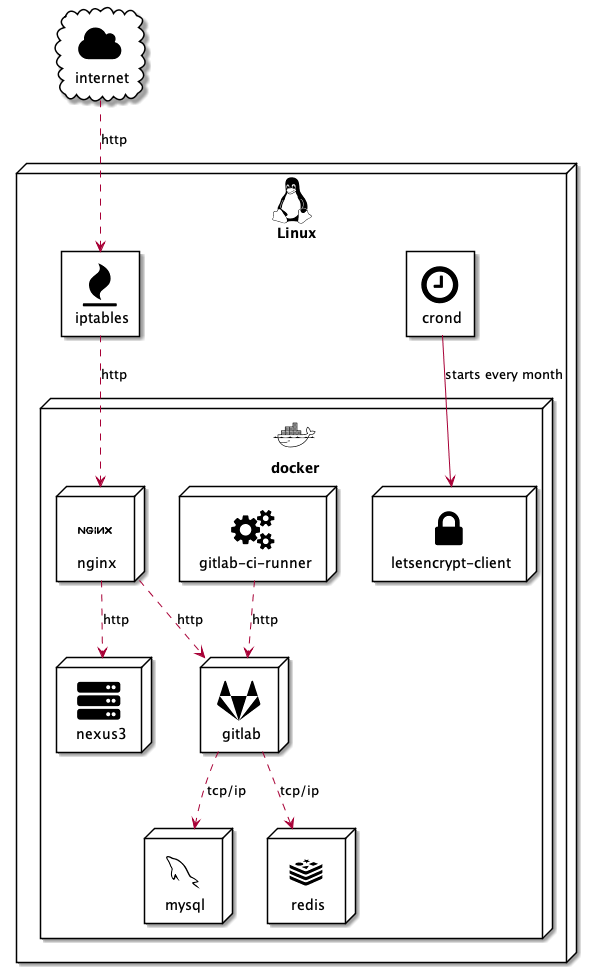 internet
http
Linux
iptables
crond
http
starts every month
docker
NGINX
nginx
gitlab-ci-runner
letsencrypt-client
http
http
http
nexus3
gitlab
tcp/ip
tcp/ip
mysql
redis